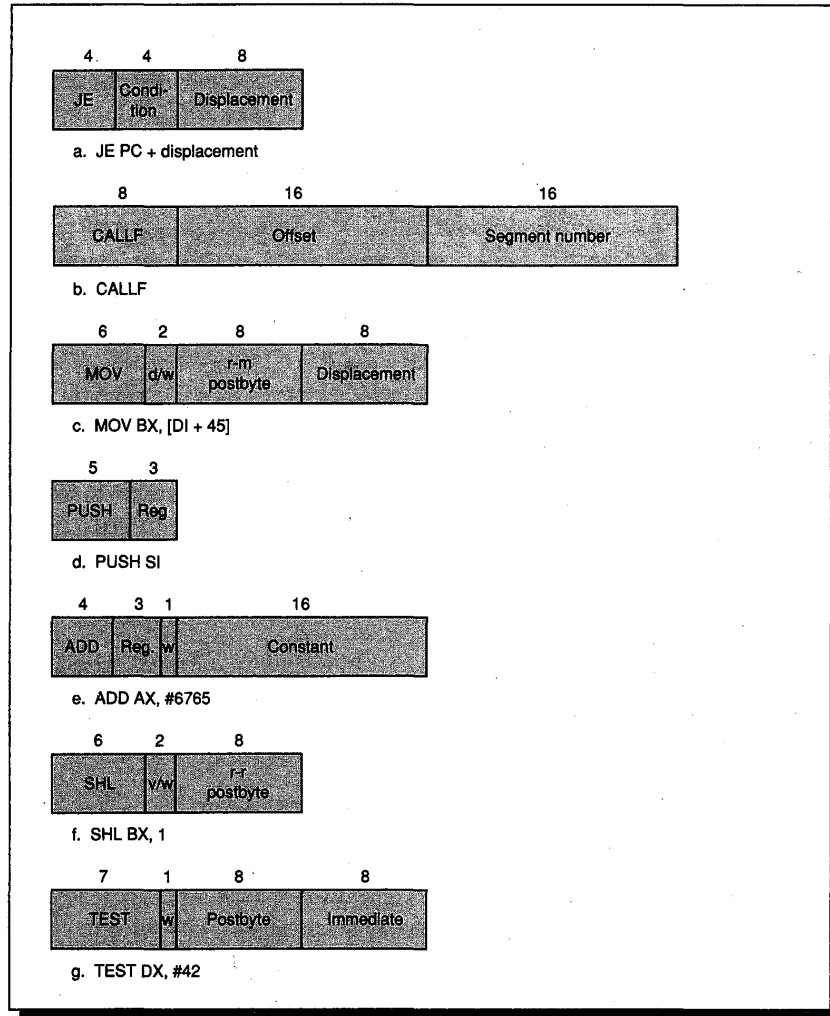 4 4 8
JE Condi-tion Displacement
a. JE PC + displacement
8 16 16
CALLF Offset Segment number
b. CALLF
6 2 8 8
MOV d/w r-m postbyte Displacement
c. MOV BX, [DI + 45]
5 3
PUSH Reg
d. PUSH SI
4 3 1 16
ADD Reg. w Constant
e. ADD AX, #6765
6 2 8
SHL v/w r-r postbyte
f. SHL BX, 1
7 1 8 8
TEST w Postbyte Immediate
g. TEST DX, #42